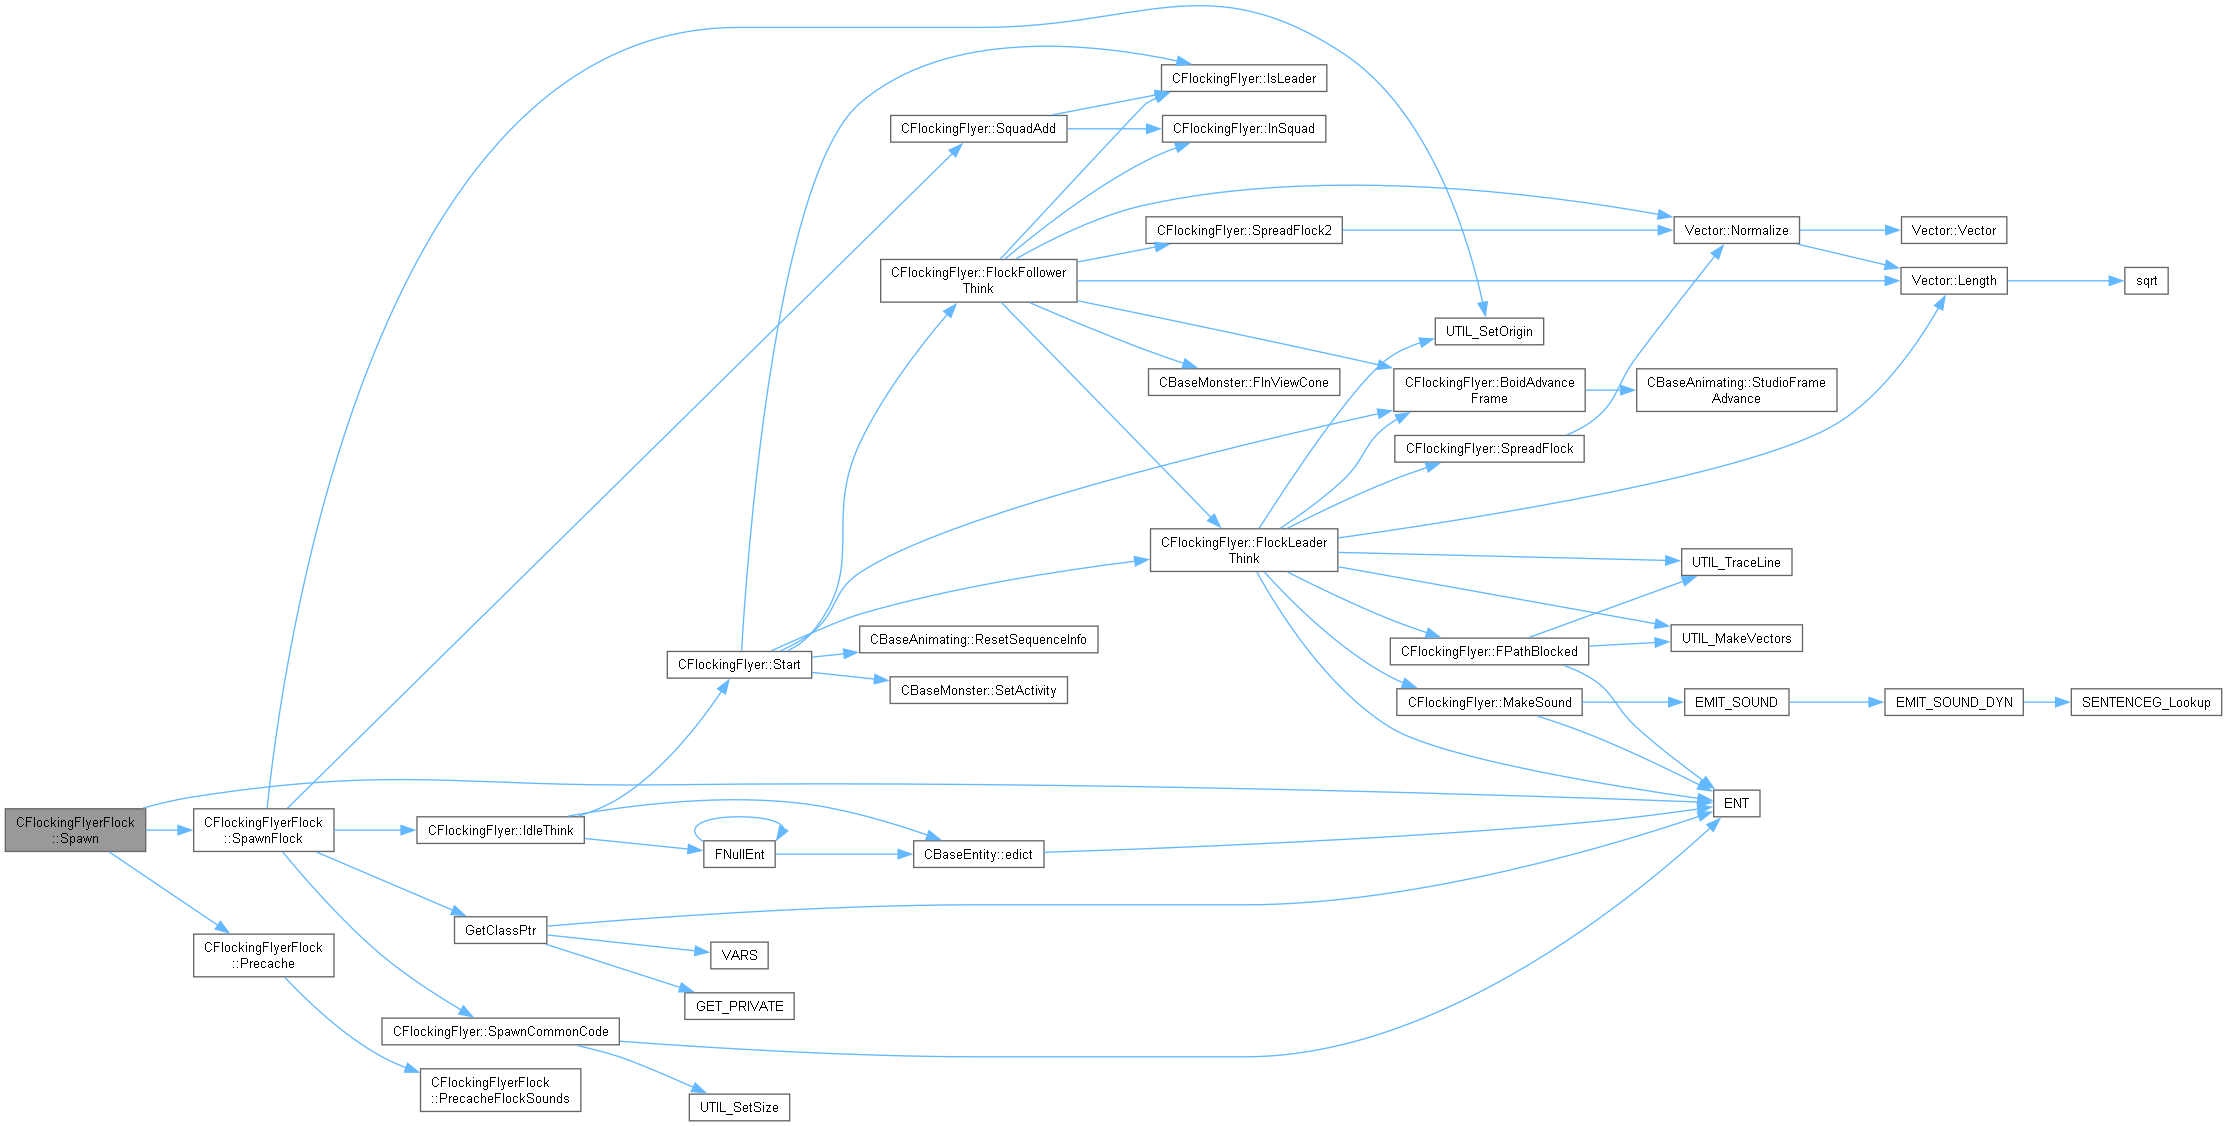 CFlockingFlyer::IsLeader
CFlockingFlyer::SquadAdd
CFlockingFlyer::InSquad
CFlockingFlyer::SpreadFlock2
Vector::Normalize
Vector::Vector
CFlockingFlyer::FlockFollower
Think
Vector::Length
sqrt
UTIL_SetOrigin
CBaseMonster::FInViewCone
CFlockingFlyer::BoidAdvance
Frame
CBaseAnimating::StudioFrame
Advance
CFlockingFlyer::SpreadFlock
CFlockingFlyer::FlockLeader
Think
UTIL_TraceLine
CBaseAnimating::ResetSequenceInfo
UTIL_MakeVectors
CFlockingFlyer::FPathBlocked
CFlockingFlyer::Start
CBaseMonster::SetActivity
CFlockingFlyer::MakeSound
EMIT_SOUND
EMIT_SOUND_DYN
SENTENCEG_Lookup
ENT
CFlockingFlyerFlock
::Spawn
CFlockingFlyerFlock
::SpawnFlock
CFlockingFlyer::IdleThink
FNullEnt
CBaseEntity::edict
GetClassPtr
VARS
CFlockingFlyerFlock
::Precache
GET_PRIVATE
CFlockingFlyer::SpawnCommonCode
CFlockingFlyerFlock
::PrecacheFlockSounds
UTIL_SetSize